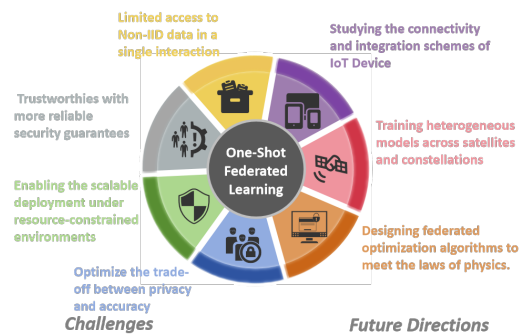 Limited access to
Non-IID data in a
single interaction
Studying the connectivity
and integration schemes of
IoT Device
Trustworthies with
more reliable
security guarantees
One-Shot
Federated
Learning
Training heterogeneous
models across satellites
and constellations
Enabling the scalable
deployment under
resource-constrained
environments
Designing federated
optimization algorithms to
meet the laws of physics.
Optimize the trade-
off between privacy
and accuracy
Challenges
Future Directions